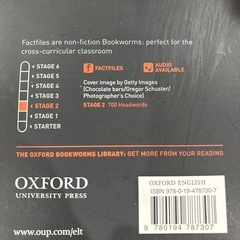 Factfiles are non-fiction Bookworms: perfect for the
cross-curricular classroom
STAGE 6
STAGE 5
STAGE 4
STAGE 3
STAGE 2
STAGE 1
STARTER
FACTFILES
AUDIO AVAILABLE
Cover image by Getty Images
(Chocolate bars/Gregor Schuster/
Photographer's Choice)
STAGE 2 700 Headwords
THE OXFORD BOOKWORMS LIBRARY: GET MORE FROM YOUR READING
OXFORD
UNIVERSITY PRESS
www.oup.com/elt
OXFORD ENGLISH
ISBN 978-0-19-478730-7
9 780194 787307